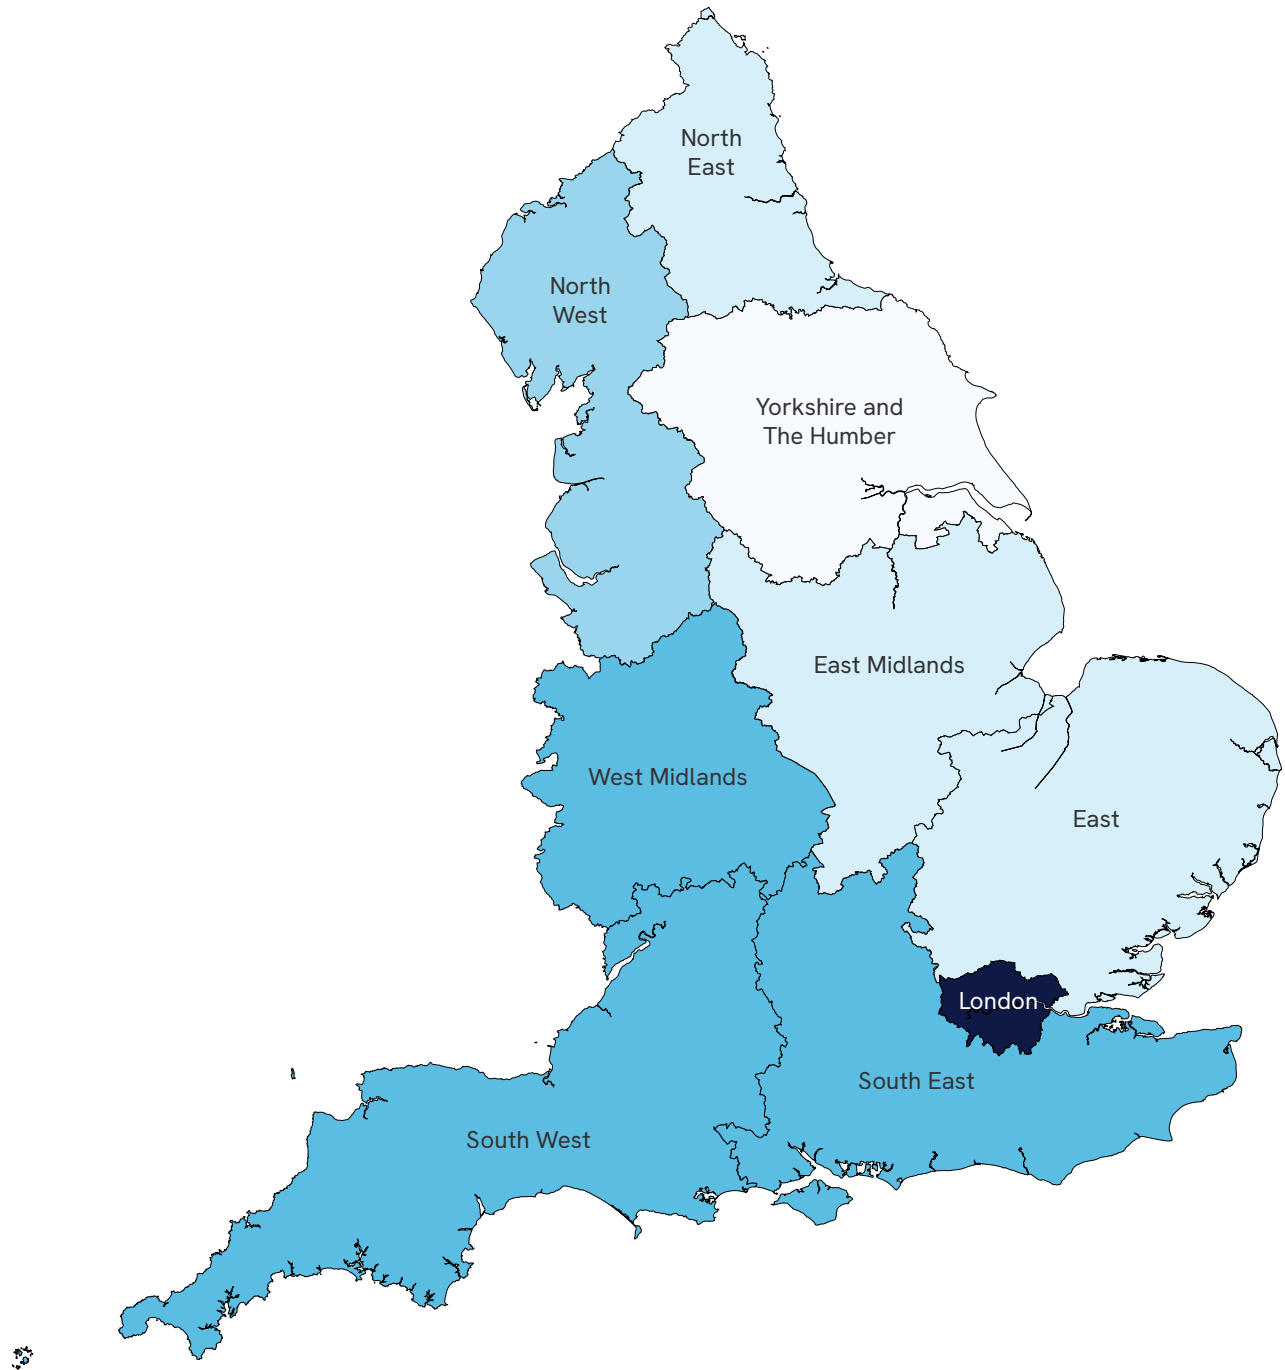 North
East
North
West
Yorkshire and
The Humber
East Midlands
West Midlands
East
London
South East
South West